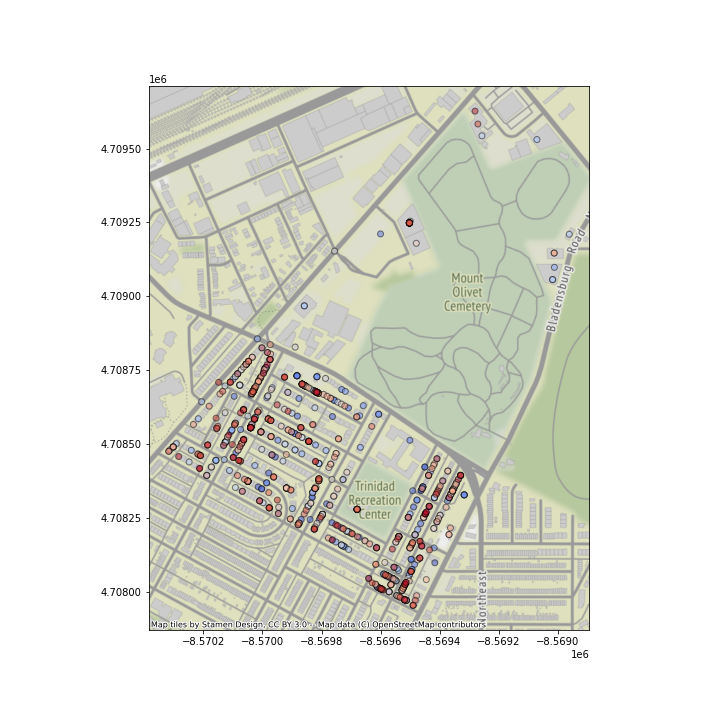 1e6
4.70950
4.70925
Mount
Olivet
Cemetery
Bladensburg Road
4.70900
4.70875
4.70850
Trinidad
Recreation
Center
4.70825
4.70800
Northeast
Map tiles by Stamen Design, CC BY 3.0 -- Map data (C) OpenStreetMap contributors
−8.5702 −8.5700 −8.5698 −8.5696 −8.5694 −8.5692 −8.5690
1e6